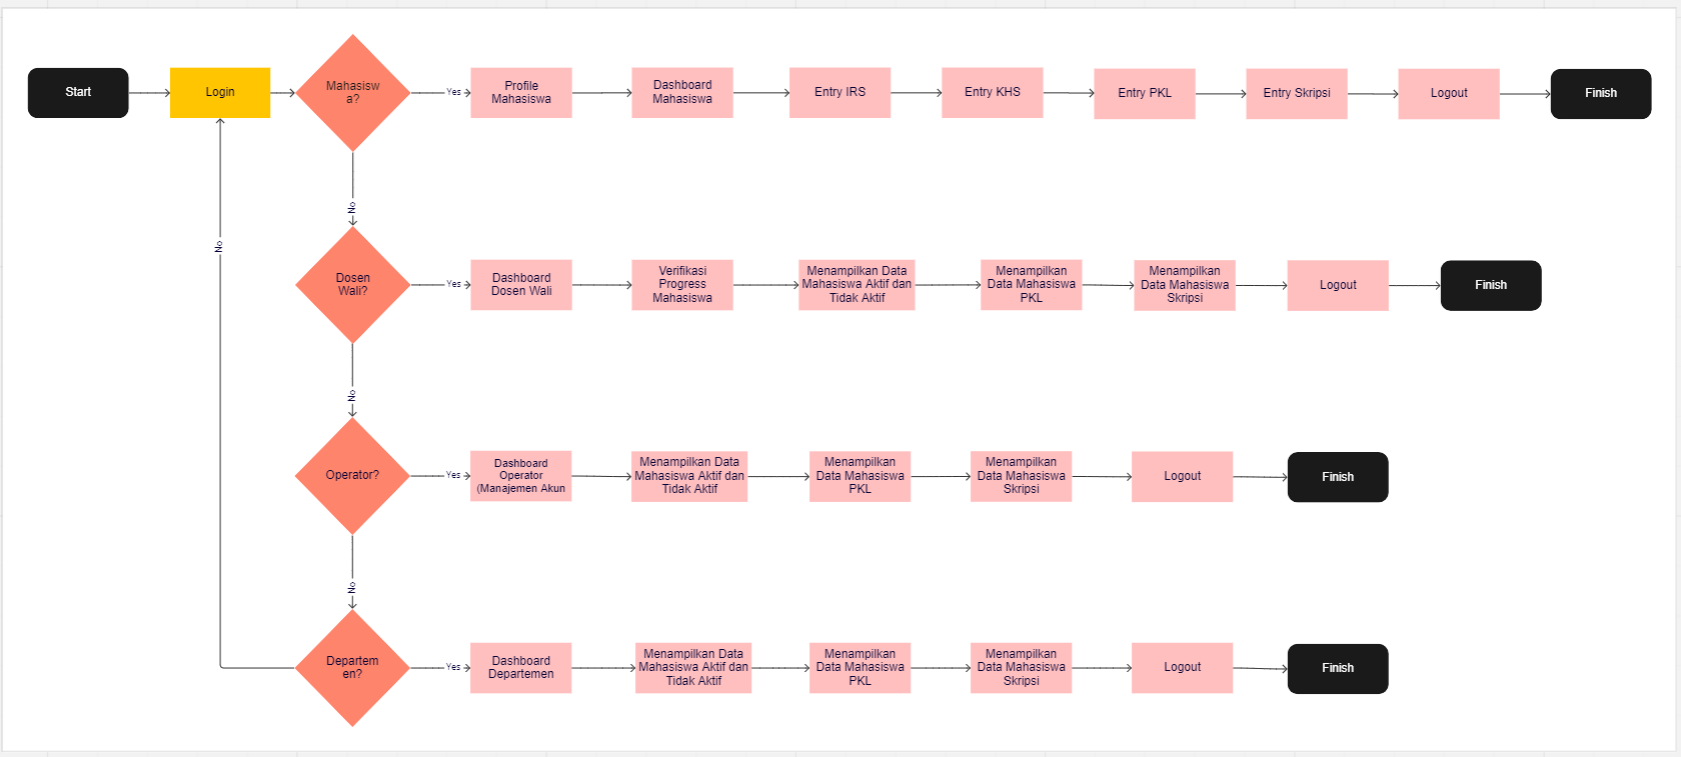 Start
Login
Mahasisw
a?
Yes
Profile
Mahasiswa
Dashboard
Mahasiswa
Entry IRS
Entry KHS
Entry PKL
Entry Skripsi
Logout
Finish
No
No
Dosen
Wali?
Yes
Dashboard
Dosen Wali
Verifikasi
Progress
Mahasiswa
Menampilkan Data
Mahasiswa Aktif dan
Tidak Aktif
Menampilkan
Data Mahasiswa
PKL
Menampilkan
Data Mahasiswa
Skripsi
Logout
Finish
No
Operator?
Yes
Dashboard
Operator
(Manajemen Akun
Menampilkan Data
Mahasiswa Aktif dan
Tidak Aktif
Menampilkan
Data Mahasiswa
PKL
Menampilkan
Data Mahasiswa
Skripsi
Logout
Finish
No
Departem
en?
Yes
Dashboard
Departemen
Menampilkan Data
Mahasiswa Aktif dan
Tidak Aktif
Menampilkan
Data Mahasiswa
PKL
Menampilkan
Data Mahasiswa
Skripsi
Logout
Finish